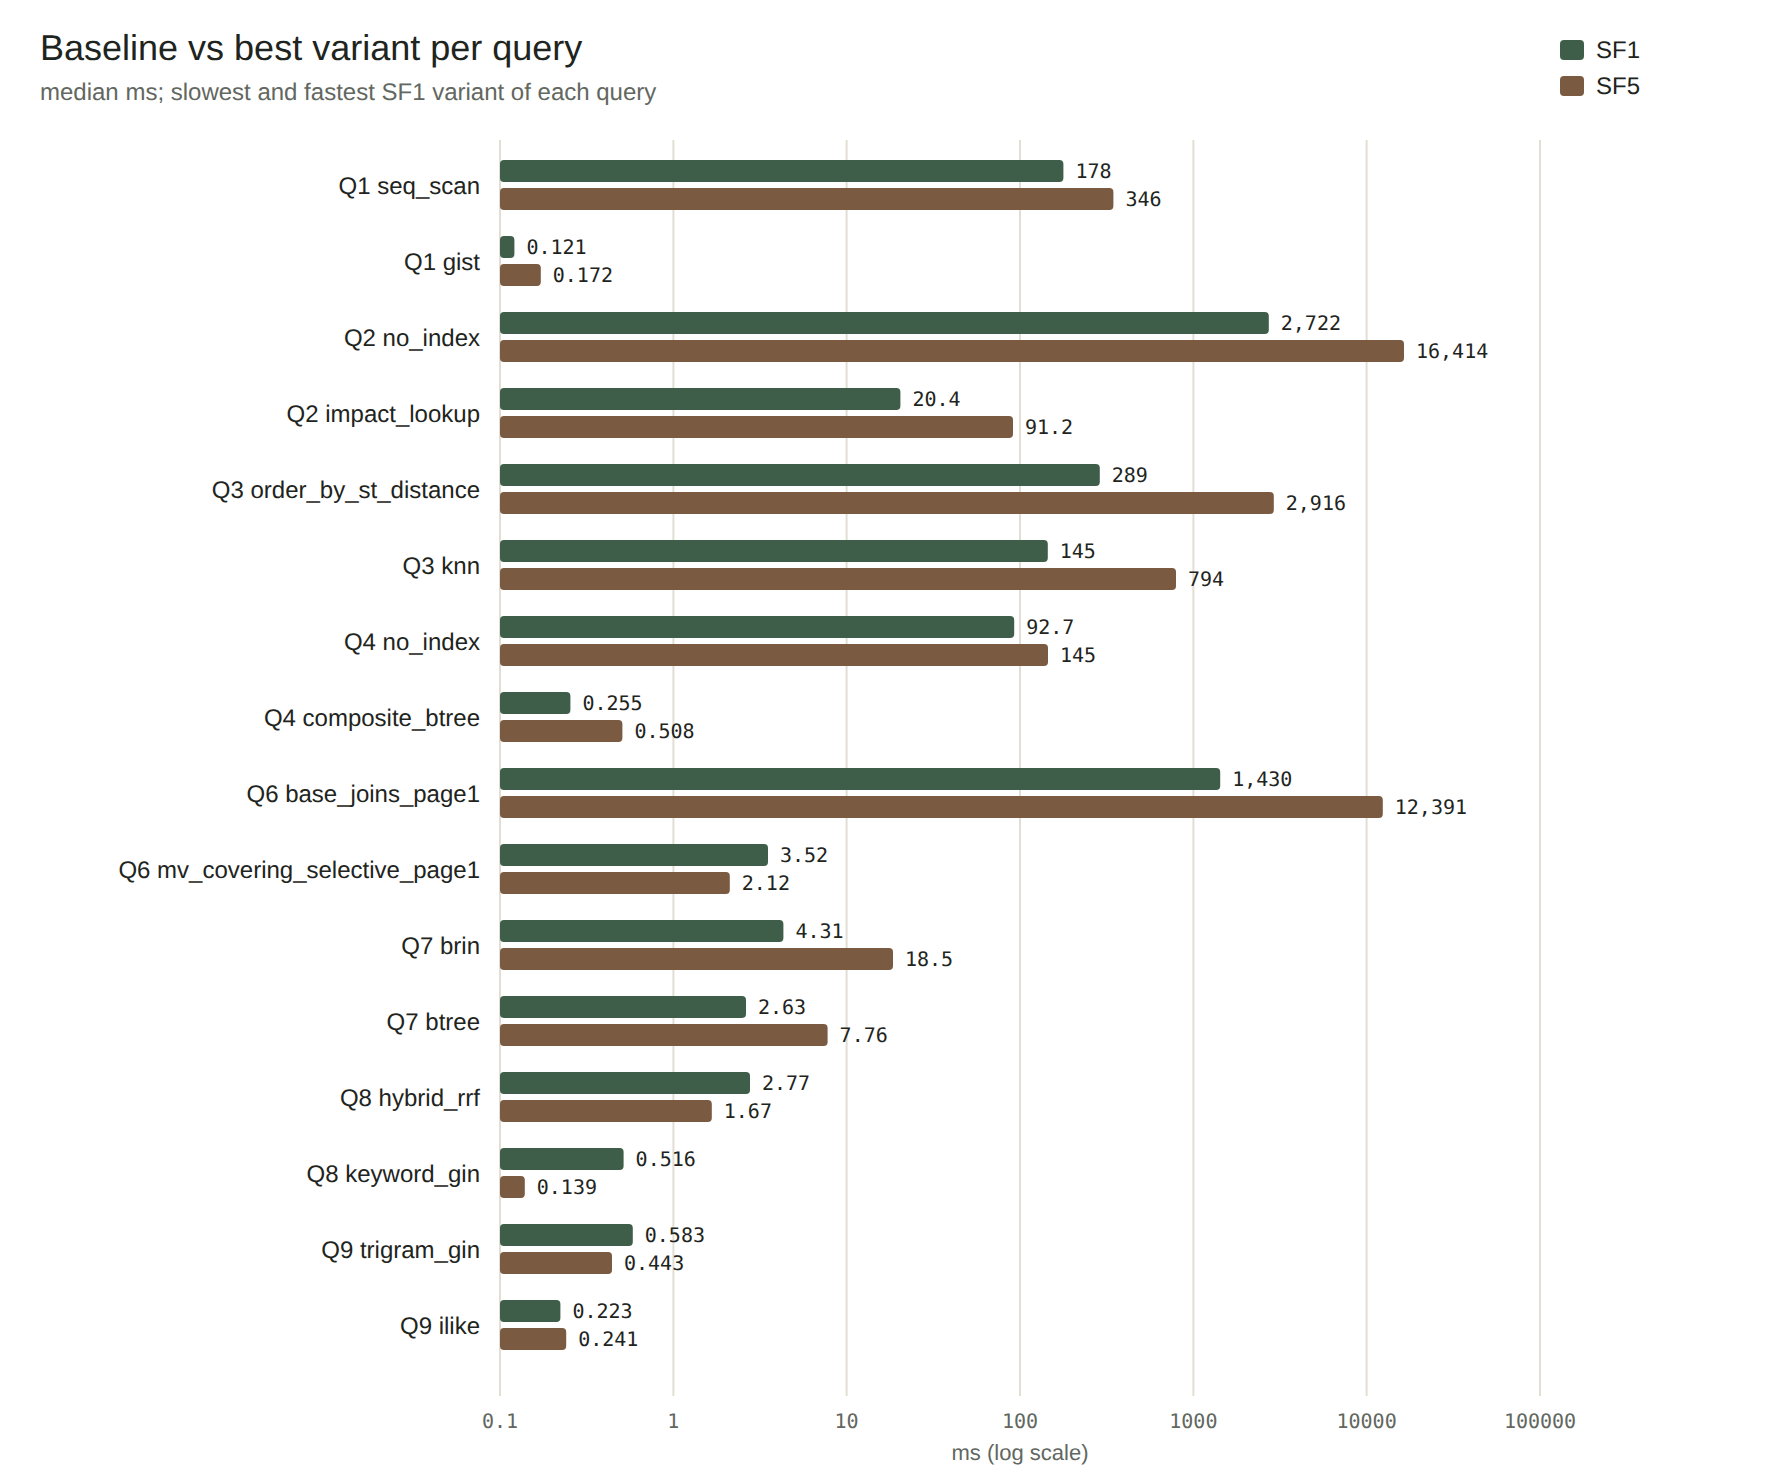 Baseline vs best variant per query
median ms; slowest and fastest SF1 variant of each query
SF1
SF5
Q1 seq_scan
178
346
Q1 gist
0.121
0.172
Q2 no_index
2,722
16,414
Q2 impact_lookup
20.4
91.2
Q3 order_by_st_distance
289
2,916
Q3 knn
145
794
Q4 no_index
92.7
145
Q4 composite_btree
0.255
0.508
Q6 base_joins_page1
1,430
12,391
Q6 mv_covering_selective_page1
3.52
2.12
Q7 brin
4.31
18.5
Q7 btree
2.63
7.76
Q8 hybrid_rrf
2.77
1.67
Q8 keyword_gin
0.516
0.139
Q9 trigram_gin
0.583
0.443
Q9 ilike
0.223
0.241
0.1 1 10 100 1000 10000 100000
ms (log scale)